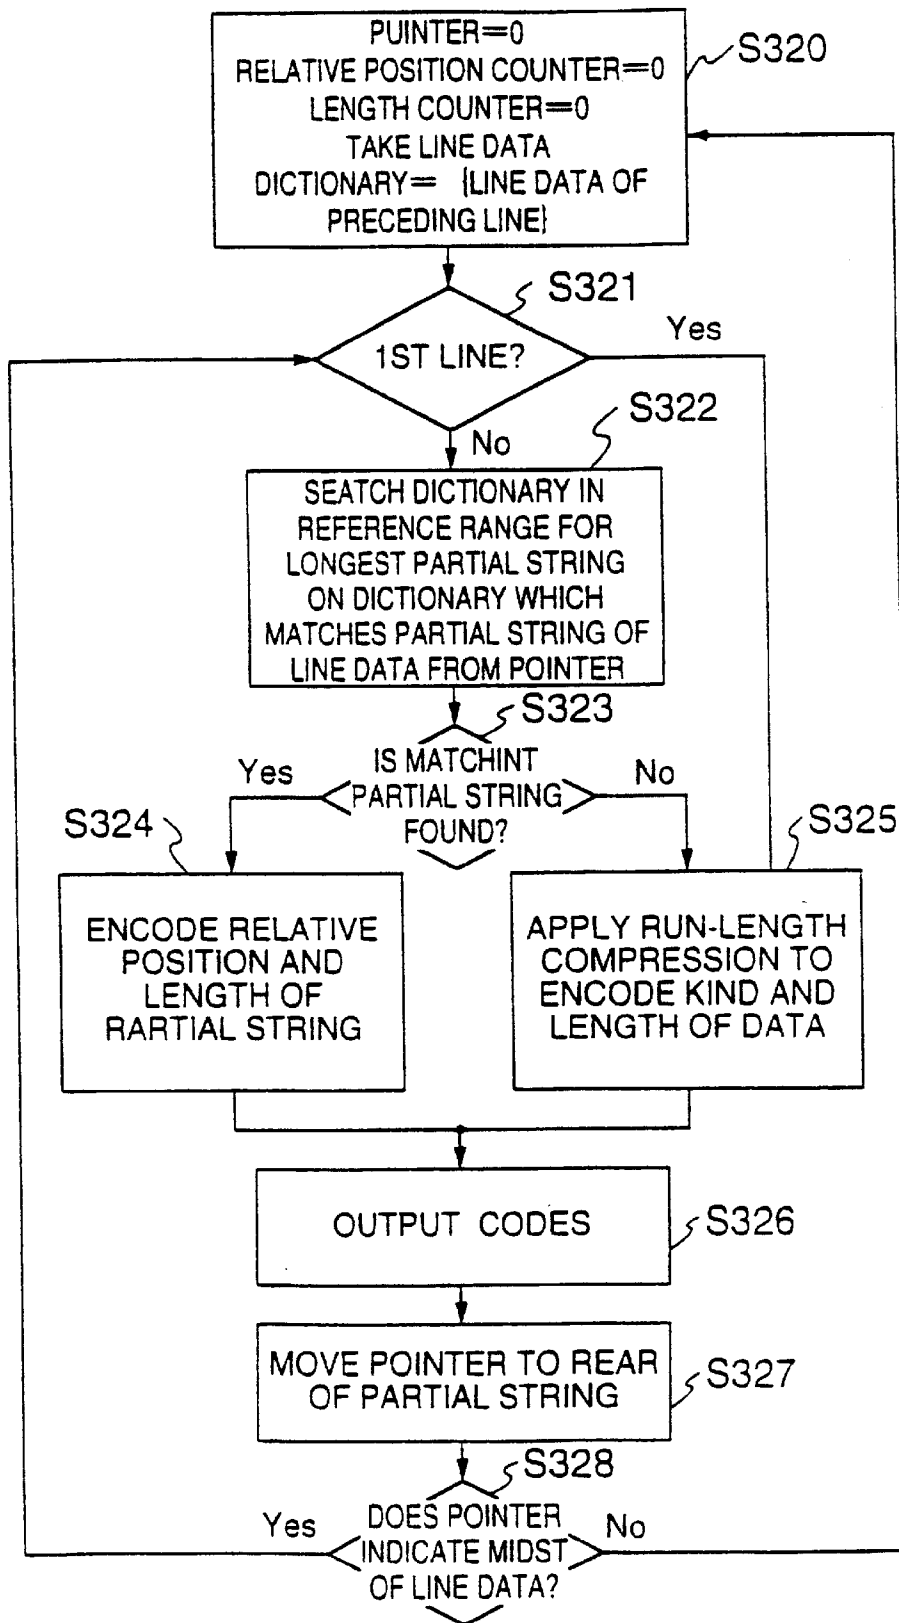 PUINTER=0
RELATIVE POSITION COUNTER=0
LENGTH COUNTER=0
TAKE LINE DATA
DICTIONARY= {LINE DATA OF
PRECEDING LINE}
S320
S321
1ST LINE?
Yes
No
S322
SEATCH DICTIONARY IN
REFERENCE RANGE FOR
LONGEST PARTIAL STRING
ON DICTIONARY WHICH
MATCHES PARTIAL STRING OF
LINE DATA FROM POINTER
S323
IS MATCHINT
PARTIAL STRING
FOUND?
Yes
No
S324
ENCODE RELATIVE
POSITION AND
LENGTH OF
RARTIAL STRING
S325
APPLY RUN-LENGTH
COMPRESSION TO
ENCODE KIND AND
LENGTH OF DATA
OUTPUT CODES
S326
MOVE POINTER TO REAR
OF PARTIAL STRING
S327
S328
DOES POINTER
INDICATE MIDST
OF LINE DATA?
Yes
No